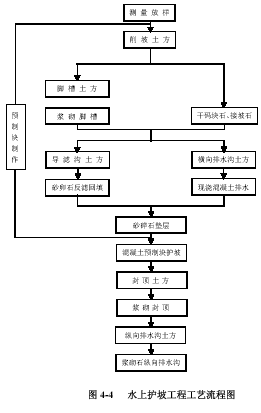 测量放样
削坡土方
脚槽土方
浆砌脚槽
干码块石、接坡石
预制块制作
导滤沟土方
横向排水沟土方
砂卵石反滤回填
现浇混凝土排水
砂碎石垫层
混凝土预制块护坡
封顶土方
浆砌封顶
纵向排水沟土方
浆砌石纵向排水沟
图 4-4 水上护坡工程工艺流程图